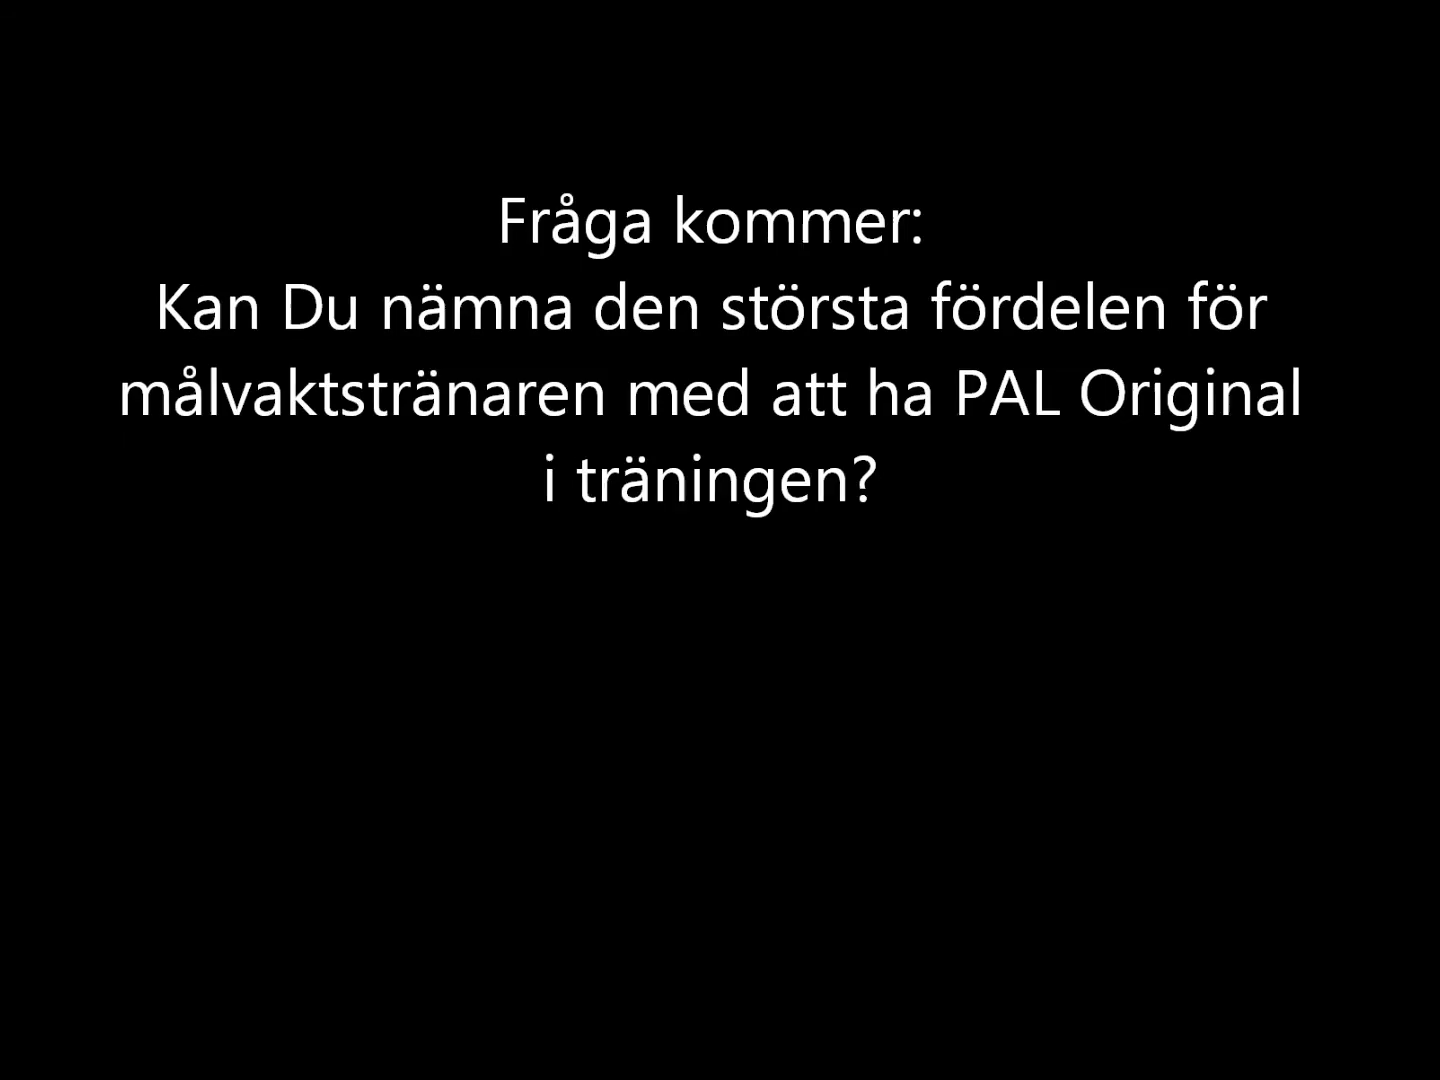 Fråga kommer:
Kan Du nämna den största fördelen för
målvaktstränaren med att ha PAL Original
i träningen?